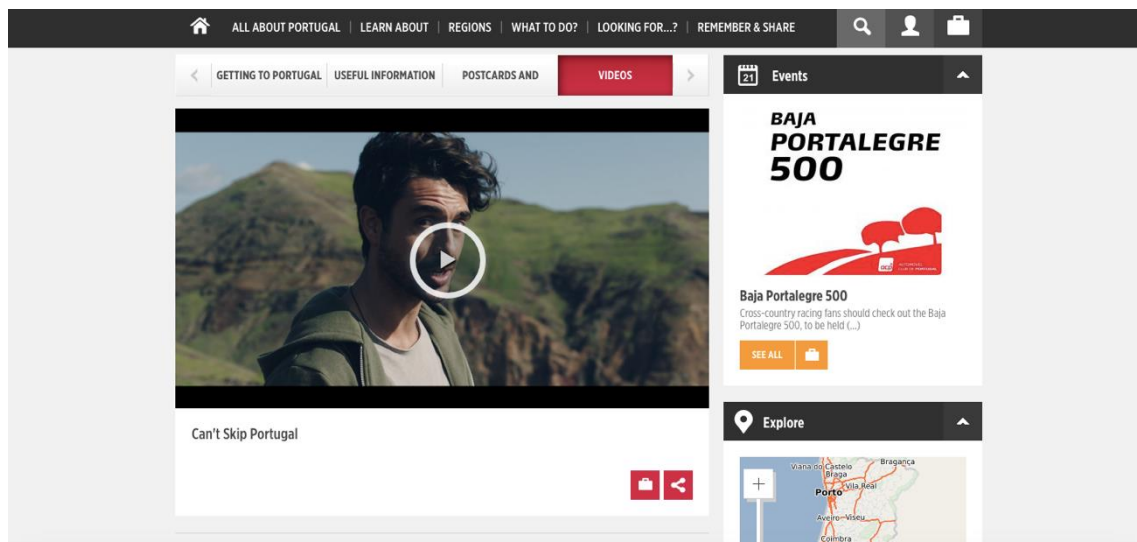 ALL ABOUT PORTUGAL | LEARN ABOUT | REGIONS | WHAT TO DO? | LOOKING FOR...? | REMEMBER & SHARE
GETTING TO PORTUGAL
USEFUL INFORMATION
POSTCARDS AND
VIDEOS
Can't Skip Portugal
21 Events
BAJA
PORTALEGRE
500
Baja Portalegre 500
Cross-country racing fans should check out the Baja
Portalegre 500, to be held (...)
SEE ALL
Explore
Viana do Castelo
Bragança
Braga
Vila Real
Porto
Aveiro
Viseu
Coimbra